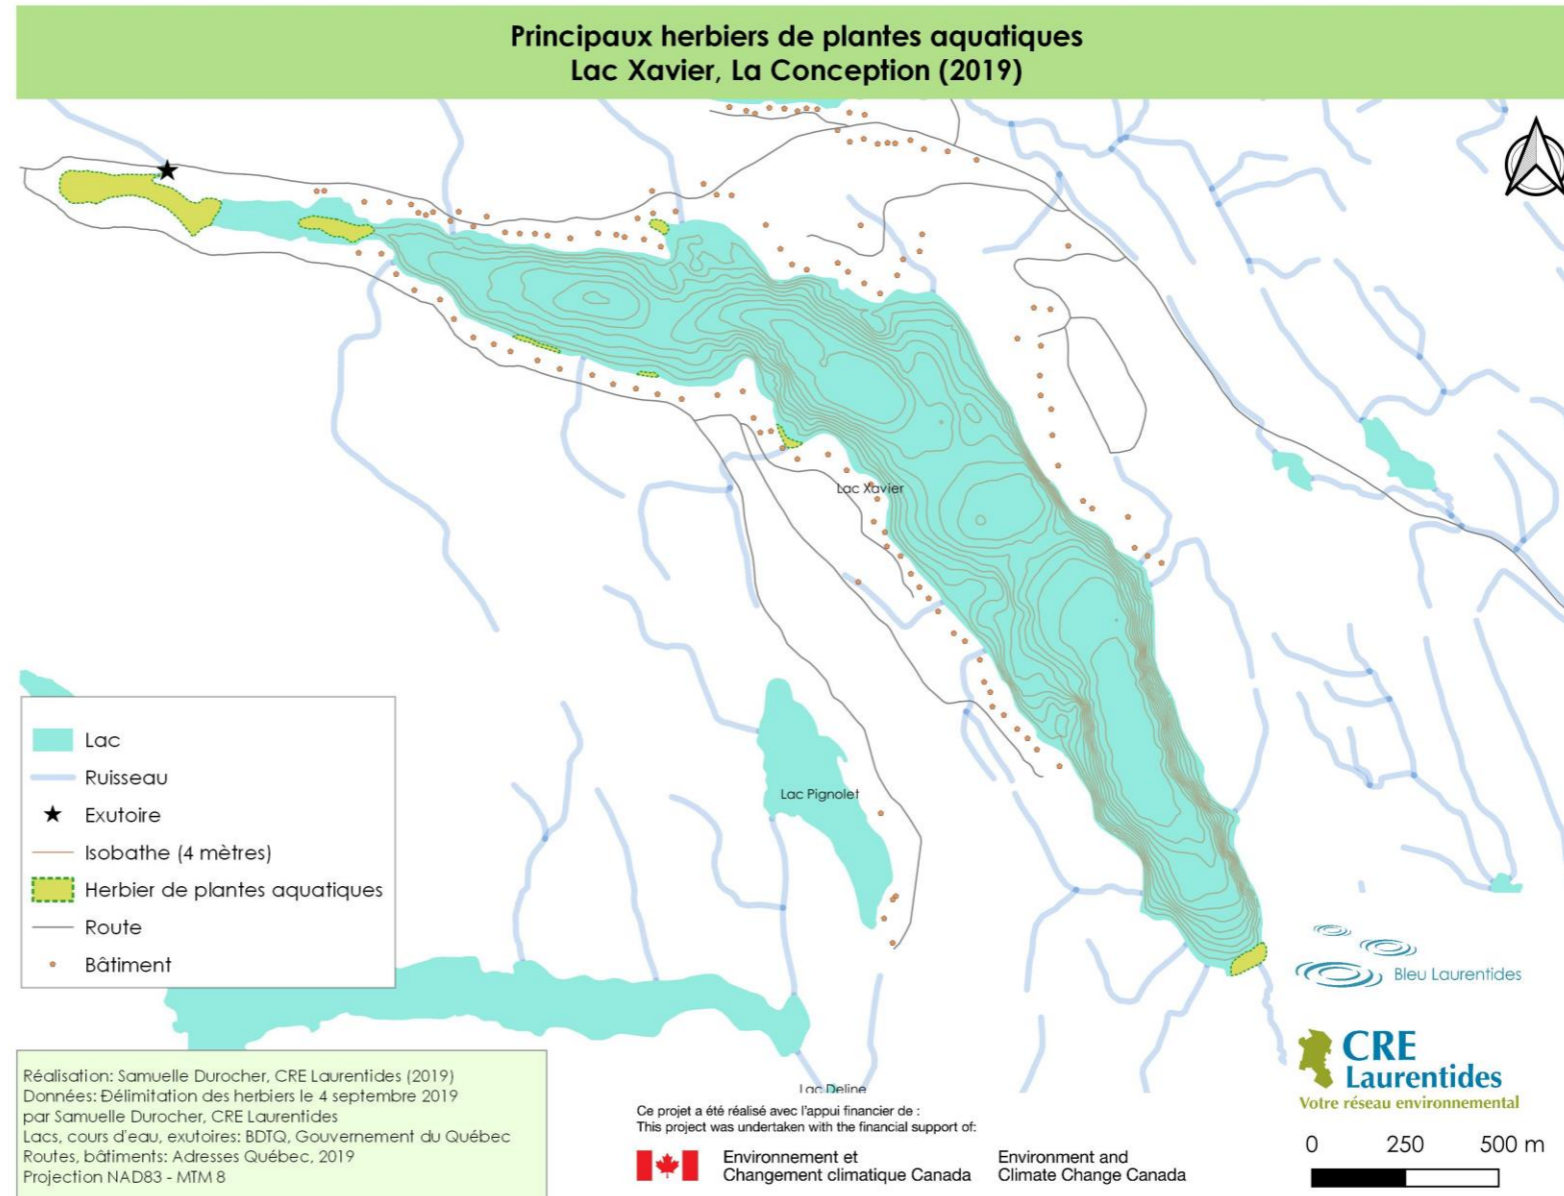 Principaux herbiers de plantes aquatiques
Lac Xavier, La Conception (2019)
Lac Xavier
Lac
Ruisseau
Exutoire
Isobathe (4 mètres)
Herbier de plantes aquatiques
Route
Bâtiment
Lac Pignolet
Bleu Laurentides
CRE
Laurentides
Votre réseau environnemental
Lac Deline
Réalisation: Samuelle Durocher, CRE Laurentides (2019)
Données: Délimitation des herbiers le 4 septembre 2019
par Samuelle Durocher, CRE Laurentides
Lacs, cours d'eau, exutoires: BDTQ, Gouvernement du Québec
Routes, bâtiments: Adresses Québec, 2019
Projection NAD83 - MTM 8
Ce projet a été réalisé avec l'appui financier de :
This project was undertaken with the financial support of:
Environnement et
Changement climatique Canada
Environment and
Climate Change Canada
0 250 500 m